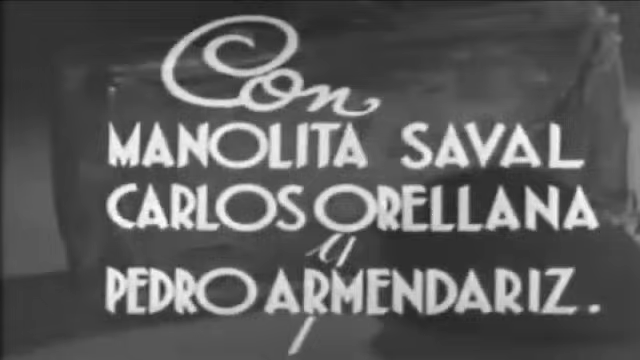 Con
MANOLITA SAVAL
CARLOS ORELLANA
y
PEDRO ARMENDARIZ.